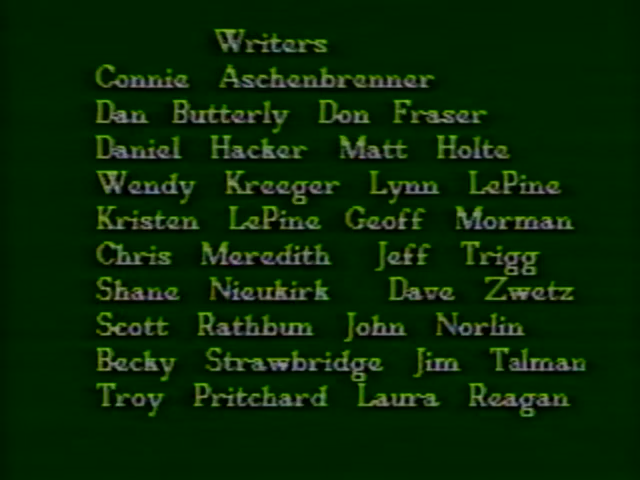 Writers
Connie Aschenbrenner
Dan Butterly Don Fraser
Daniel Hacker Matt Holte
Wendy Kreeger Lynn LePine
Kristen LePine Geoff Morman
Chris Meredith Jeff Trigg
Shane Nieukirk Dave Zwetz
Scott Rathbun John Norlin
Becky Strawbridge Jim Talman
Troy Pritchard Laura Reagan